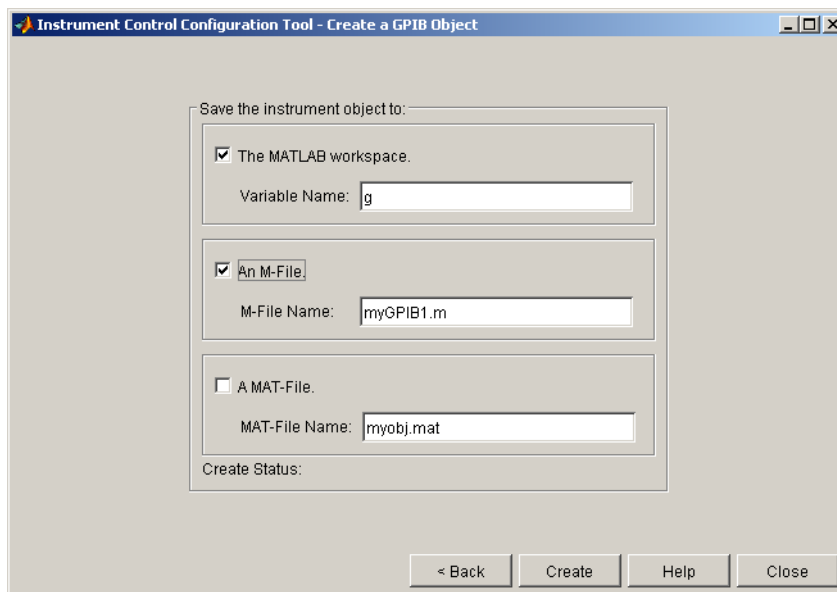 Instrument Control Configuration Tool - Create a GPIB Object
Save the instrument object to:
The MATLAB workspace.
Variable Name: g
An M-File.
M-File Name: myGPIB1.m
A MAT-File.
MAT-File Name: myobj.mat
Create Status:
< Back Create Help Close